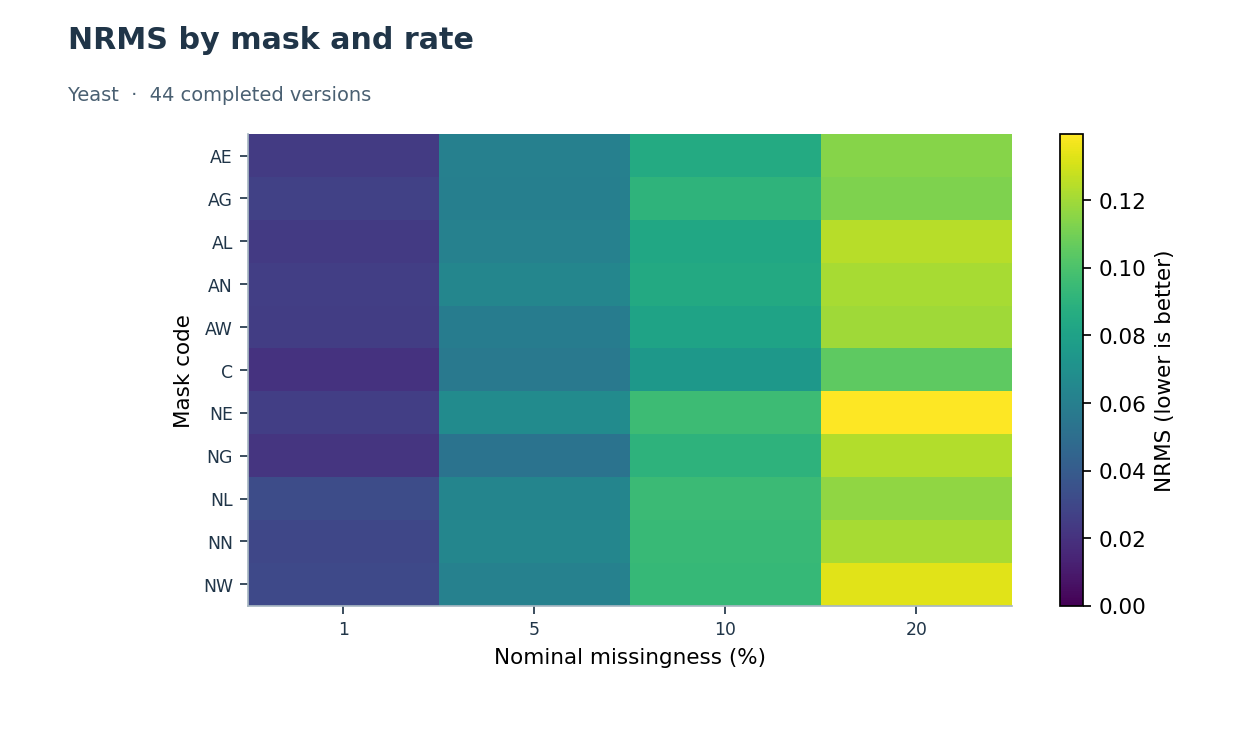 NRMS by mask and rate
Yeast · 44 completed versions
AE
AG
AL
AN
AW
C
NE
NG
NL
NN
NW
Mask code
1 5 10 20
Nominal missingness (%)
0.12
0.10
0.08
0.06
0.04
0.02
0.00
NRMS (lower is better)